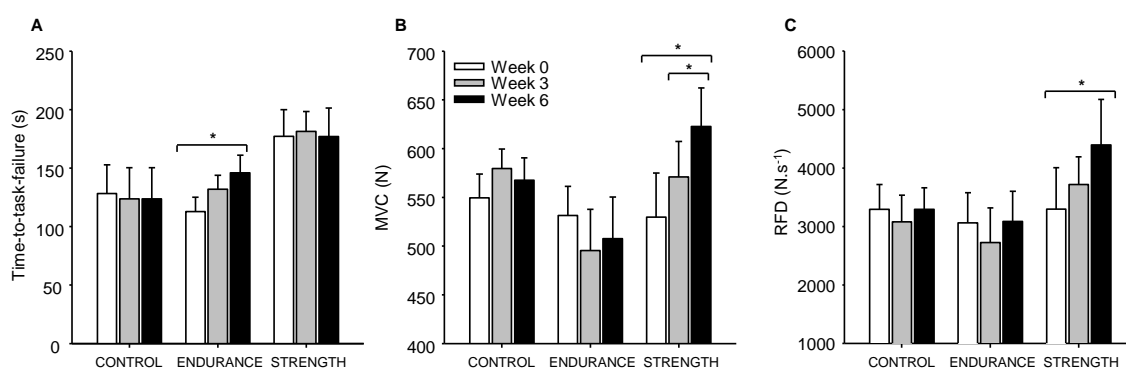 A
Time-to-task-failure (s)
250
200
150
100
50
0
*
CONTROL ENDURANCE STRENGTH
B
MVC (N)
700
650
600
550
500
450
400
Week 0
Week 3
Week 6
*
*
CONTROL ENDURANCE STRENGTH
C
RFD (N.s-1)
6000
5000
4000
3000
2000
1000
*
CONTROL ENDURANCE STRENGTH